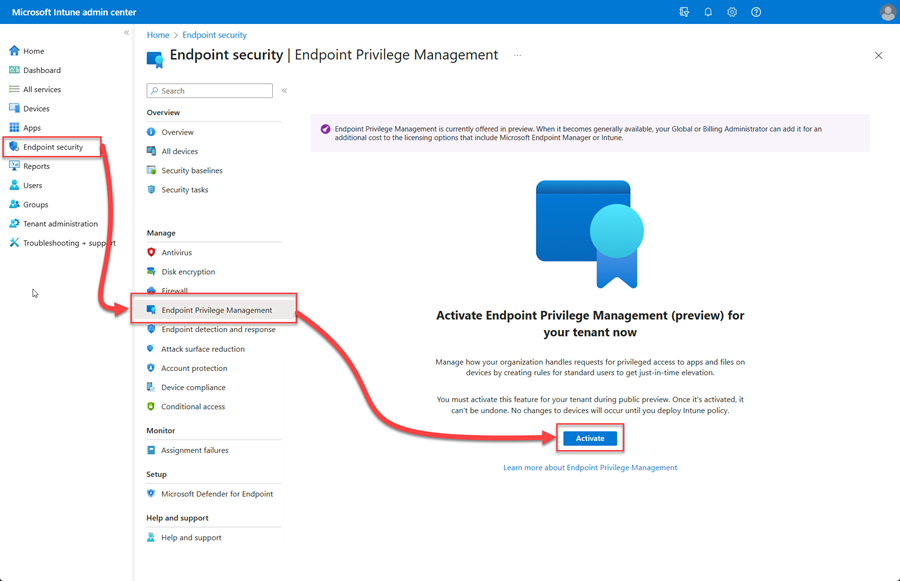 Microsoft Intune admin center
Home
Dashboard
All services
Devices
Apps
Endpoint security
Reports
Users
Groups
Tenant administration
Troubleshooting + support
Home > Endpoint security
Endpoint security | Endpoint Privilege Management ...
Search
Overview
Overview
All devices
Security baselines
Security tasks
Manage
Antivirus
Disk encryption
Firewall
Endpoint Privilege Management
Endpoint detection and response
Attack surface reduction
Account protection
Device compliance
Conditional access
Monitor
Assignment failures
Setup
Microsoft Defender for Endpoint
Help and support
Help and support
Endpoint Privilege Management is currently offered in preview. When it becomes generally available, your Global or Billing Administrator can add it for an
additional cost to the licensing options that include Microsoft Endpoint Manager or Intune.
Activate Endpoint Privilege Management (preview) for
your tenant now
Manage how your organization handles requests for privileged access to apps and files on
devices by creating rules for standard users to get just-in-time elevation.
You must activate this feature for your tenant during public preview. Once it's activated, it
can't be undone. No changes to devices will occur until you deploy Intune policy.
Activate
Learn more about Endpoint Privilege Management